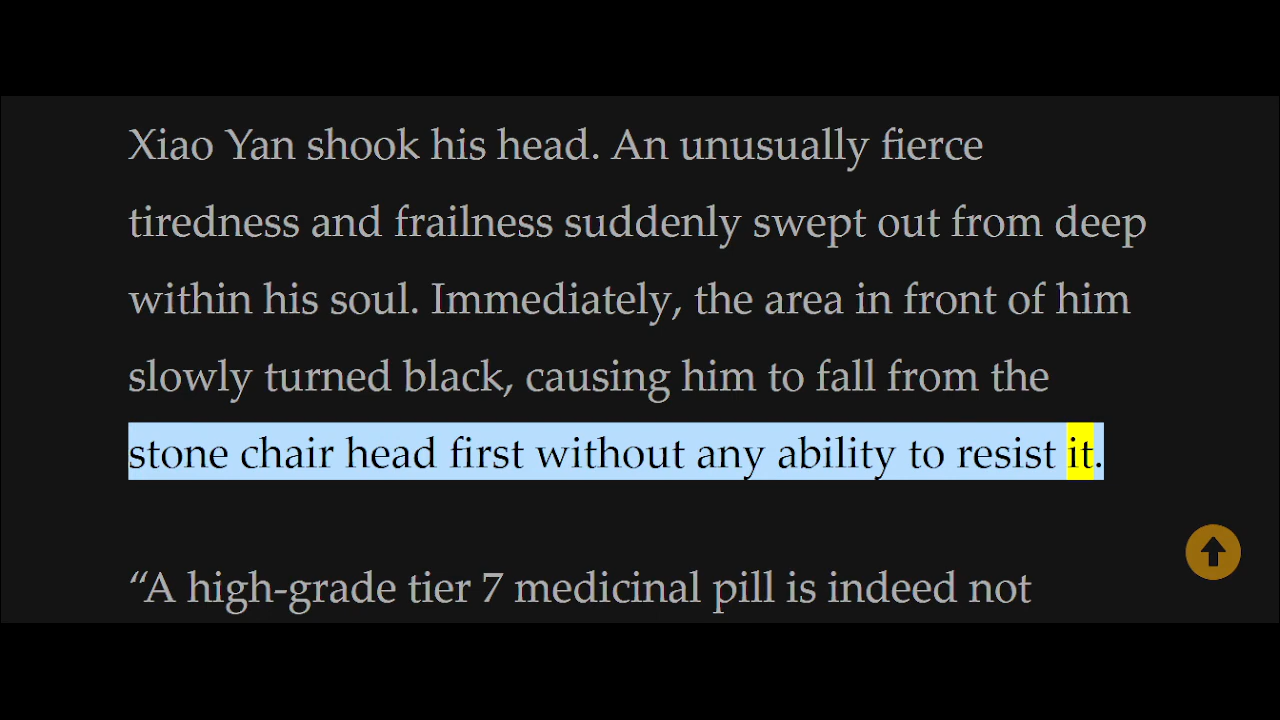 Xiao Yan shook his head. An unusually fierce
tiredness and frailness suddenly swept out from deep
within his soul. Immediately, the area in front of him
slowly turned black, causing him to fall from the
stone chair head first without any ability to resist it.
“A high-grade tier 7 medicinal pill is indeed not